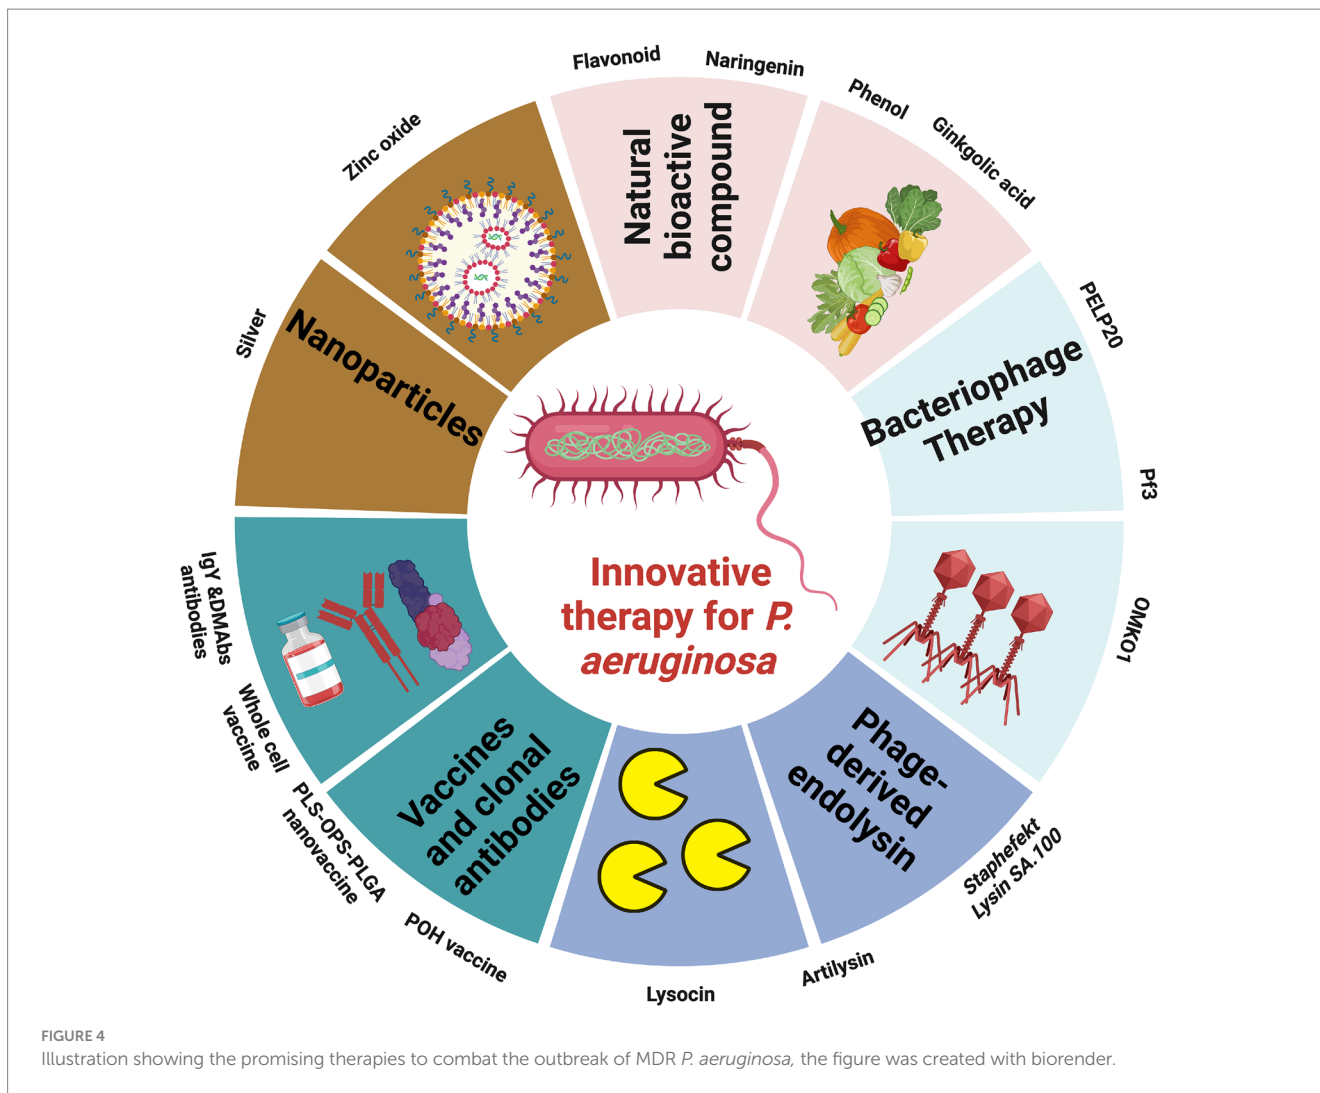 Flavonoid
Naringenin
Natural
bioactive
compound
Phenol
Ginkgolic acid
PELP20
Bacteriophage
Therapy
Pf3
OMKO1
Phage-
derived
endolysin
Staphefekt
Lysin SA.100
Artilysin
Lysocin
Vaccines
and clonal
antibodies
POH vaccine
PLS-OPS-PLGA
nanovaccine
Whole cell
vaccine
IgY &DMAbs
antibodies
Nanoparticles
Silver
Zinc oxide
Innovative
therapy for P.
aeruginosa
FIGURE 4
Illustration showing the promising therapies to combat the outbreak of MDR P. aeruginosa, the figure was created with biorender.